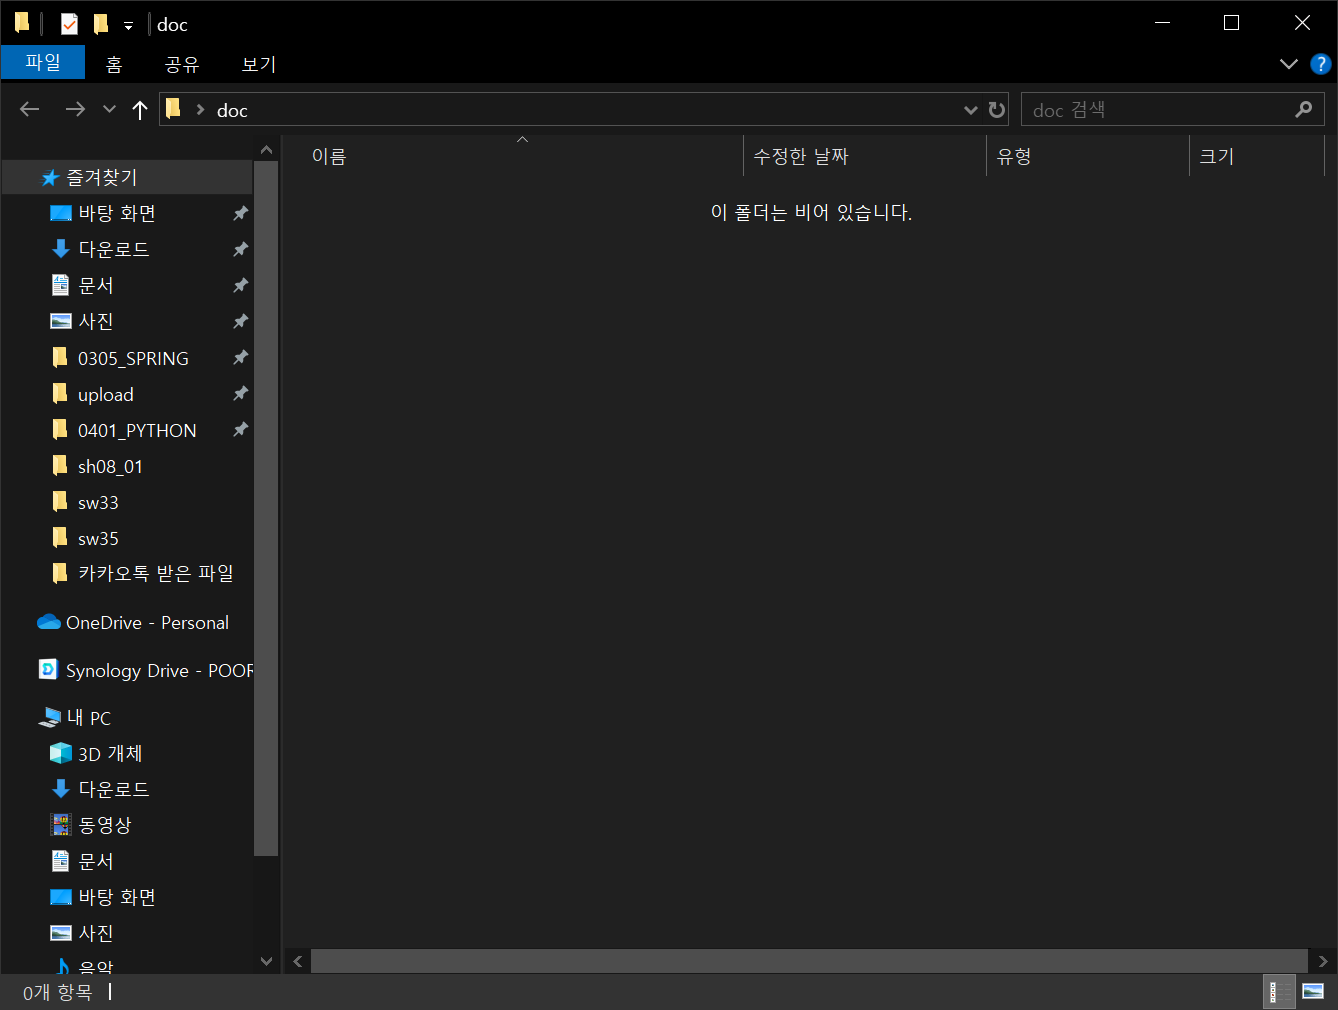 doc
파일 홈 공유 보기
doc
doc 검색
이름 수정한 날짜 유형 크기
이 폴더는 비어 있습니다.
즐겨찾기
바탕 화면
다운로드
문서
사진
0305_SPRING
upload
0401_PYTHON
sh08_01
sw33
sw35
카카오톡 받은 파일
OneDrive - Personal
Synology Drive - POOR
내 PC
3D 개체
다운로드
동영상
문서
바탕 화면
사진
음악
0개 항목